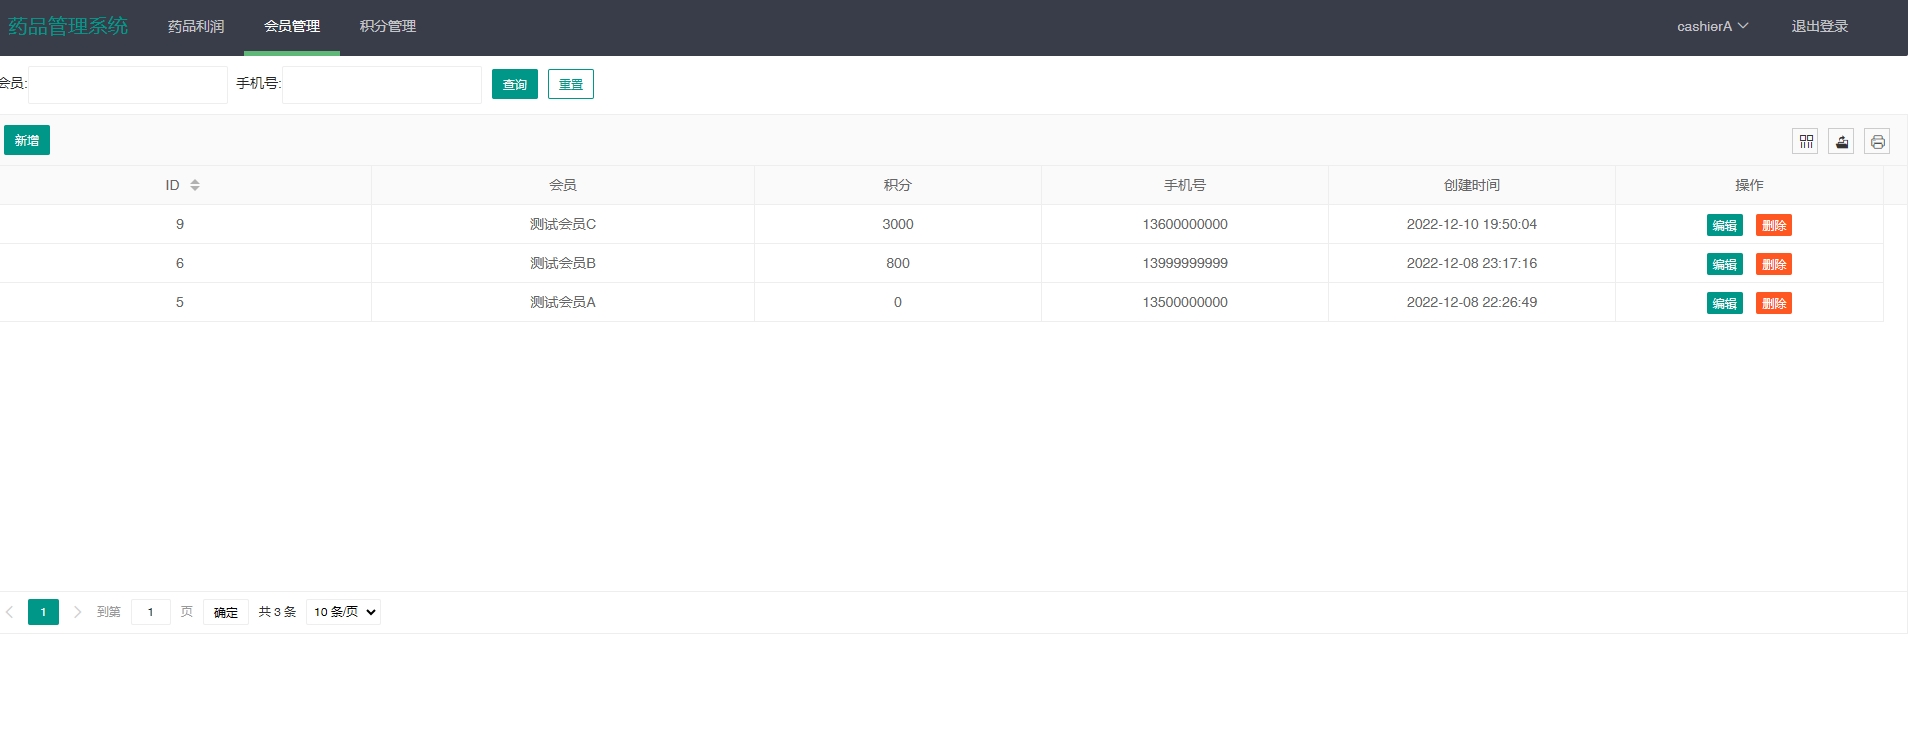 药品管理系统 药品利润 会员管理 积分管理 cashierA 退出登录
会员: 手机号: 查询 重置
新增
ID 会员 积分 手机号 创建时间 操作
9 测试会员C 3000 13600000000 2022-12-10 19:50:04 编辑 删除
6 测试会员B 800 13999999999 2022-12-08 23:17:16 编辑 删除
5 测试会员A 0 13500000000 2022-12-08 22:26:49 编辑 删除
1 到第 1 页 确定 共 3 条 10 条/页